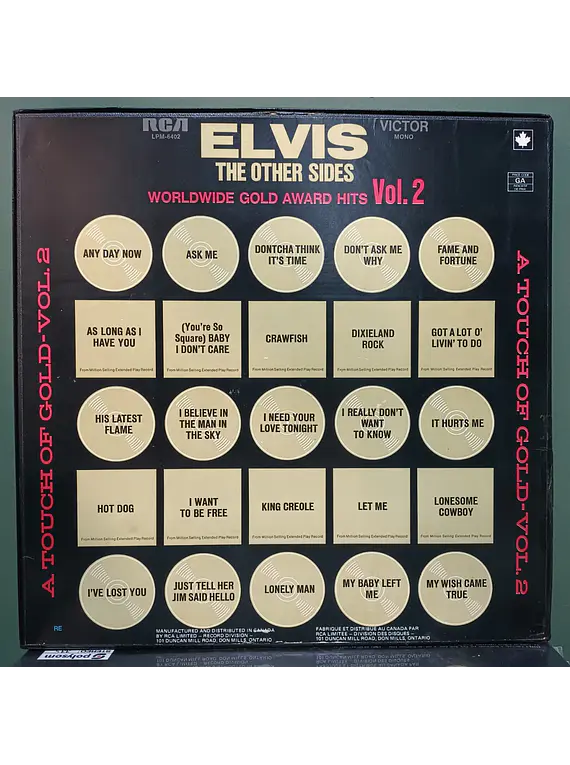 RCA
LPM-6402
ELVIS
VICTOR
MONO
THE OTHER SIDES
WORLDWIDE GOLD AWARD HITS Vol. 2
GA
A TOUCH OF GOLD-VOL. 2
A TOUCH OF GOLD-VOL. 2
ANY DAY NOW
ASK ME
DONTCHA THINK
IT'S TIME
DON'T ASK ME
WHY
FAME AND
FORTUNE
AS LONG AS I
HAVE YOU
From Million Selling Extended Play Record
(You're So
Square) BABY
I DON'T CARE
From Million Selling Extended Play Record
CRAWFISH
From Million Selling Extended Play Record
DIXIELAND
ROCK
From Million Selling Extended Play Record
GOT A LOT O'
LIVIN' TO DO
From Million Selling Extended Play Record
HIS LATEST
FLAME
I BELIEVE IN
THE MAN IN
THE SKY
I NEED YOUR
LOVE TONIGHT
I REALLY DON'T
WANT
TO KNOW
IT HURTS ME
HOT DOG
From Million Selling Extended Play Record
I WANT
TO BE FREE
From Million Selling Extended Play Record
KING CREOLE
From Million Selling Extended Play Record
LET ME
From Million Selling Extended Play Record
LONESOME
COWBOY
From Million Selling Extended Play Record
I'VE LOST YOU
JUST TELL HER
JIM SAID HELLO
LONELY MAN
MY BABY LEFT
ME
MY WISH CAME
TRUE
RE
MANUFACTURED AND DISTRIBUTED IN CANADA
BY RCA LIMITED – RECORD DIVISION –
101 DUNCAN MILL ROAD, DON MILLS, ONTARIO
FABRIQUE ET DISTRIBUE AU CANADA PAR
RCA LIMITEE – DIVISION DES DISQUES –
101 DUNCAN MILL ROAD, DON MILLS, ONTARIO
polysom